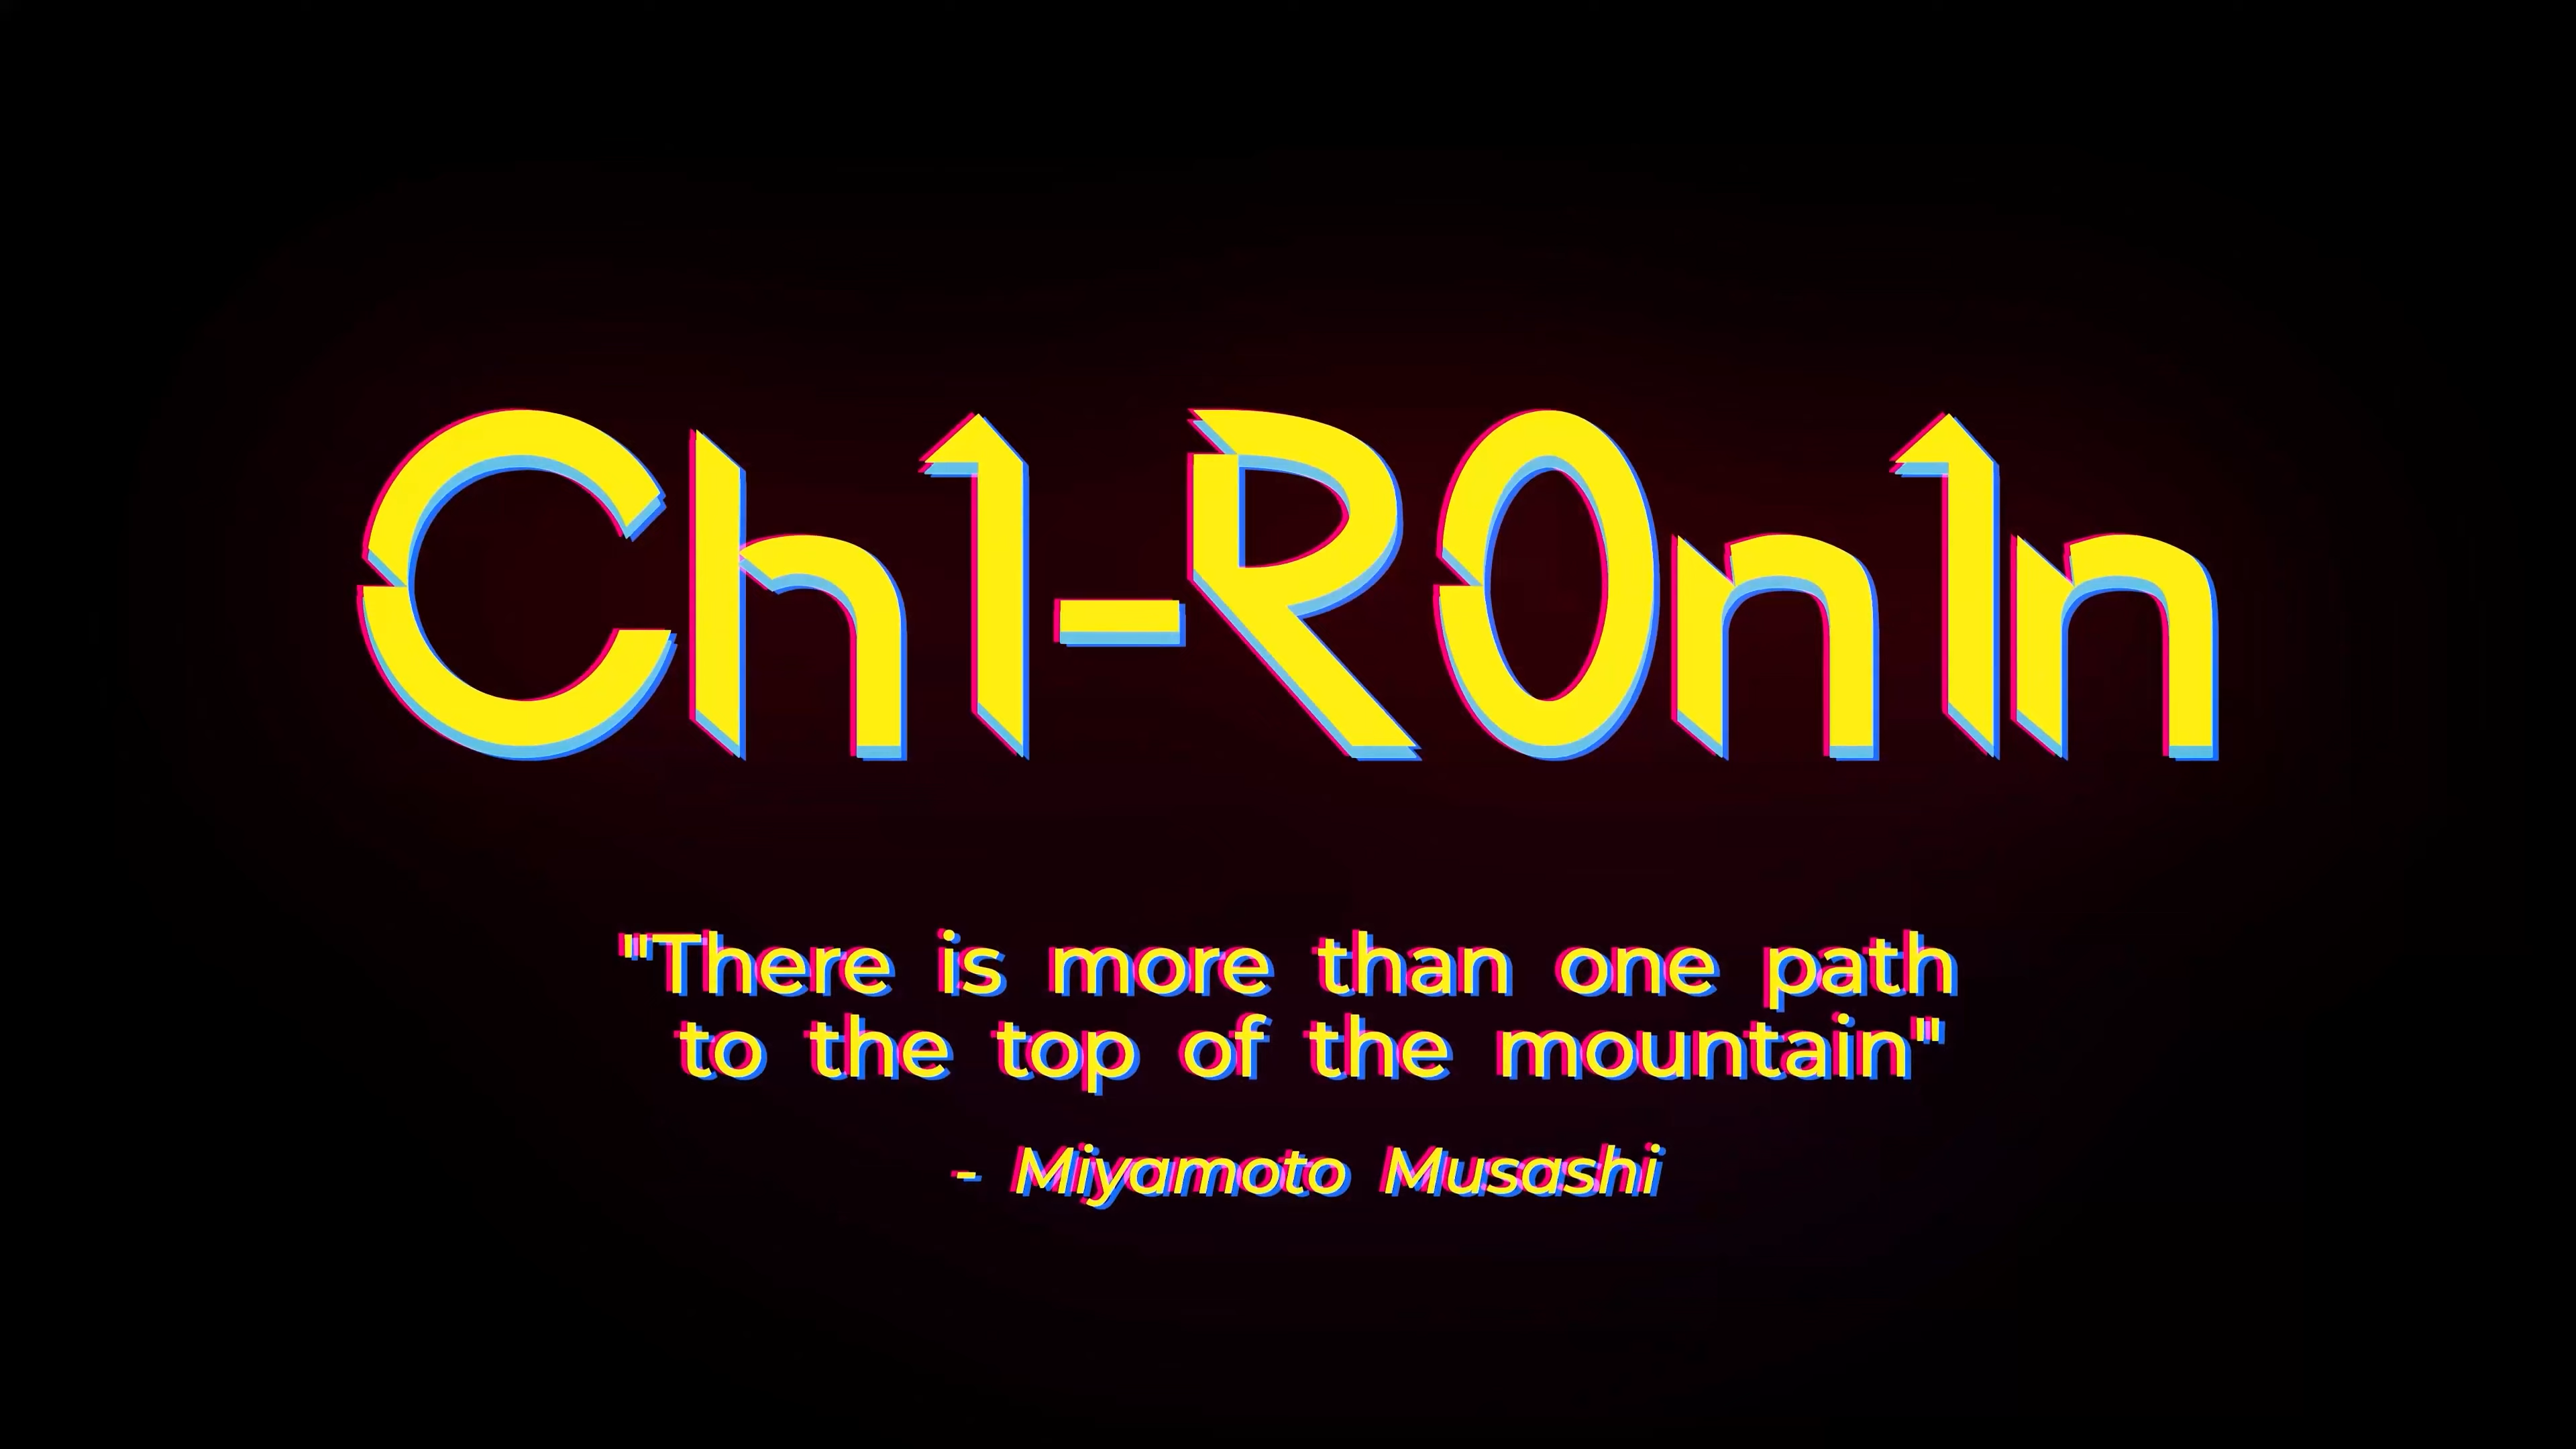 Ch1-R0n1n
"There is more than one path
to the top of the mountain"
- Miyamoto Musashi